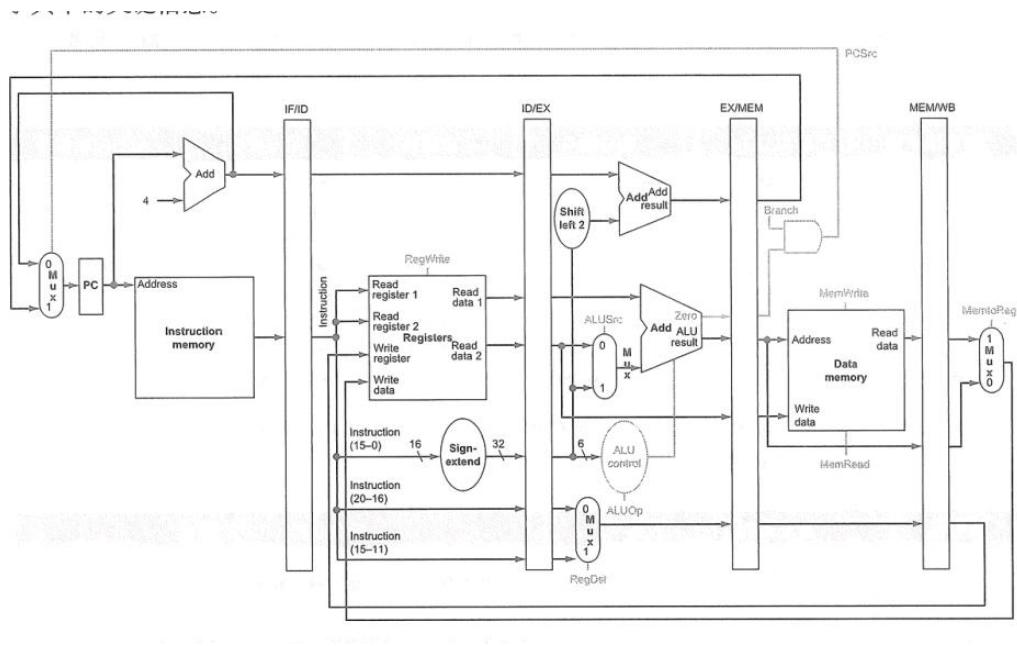 PCSrc
IF/ID
ID/EX
EX/MEM
MEM/WB
Add
4
Add Add
result
Shift
left 2
Branch
0
M
u
x
1
PC
Address
Instruction
memory
Instruction
RegWrite
Read
register 1
Read
data 1
Read
register 2
Registers
Read
data 2
Write
register
Write
data
ALUSrc
0
M
u
x
1
Zero
Add ALU
result
MemWrite
Address
Read
data
Data
memory
Write
data
MemRead
MemtoReg
1
M
u
x
0
Instruction
(15–0)
16
Sign-
extend
32
6
ALU
control
ALUOp
Instruction
(20–16)
Instruction
(15–11)
0
M
u
x
1
RegDst